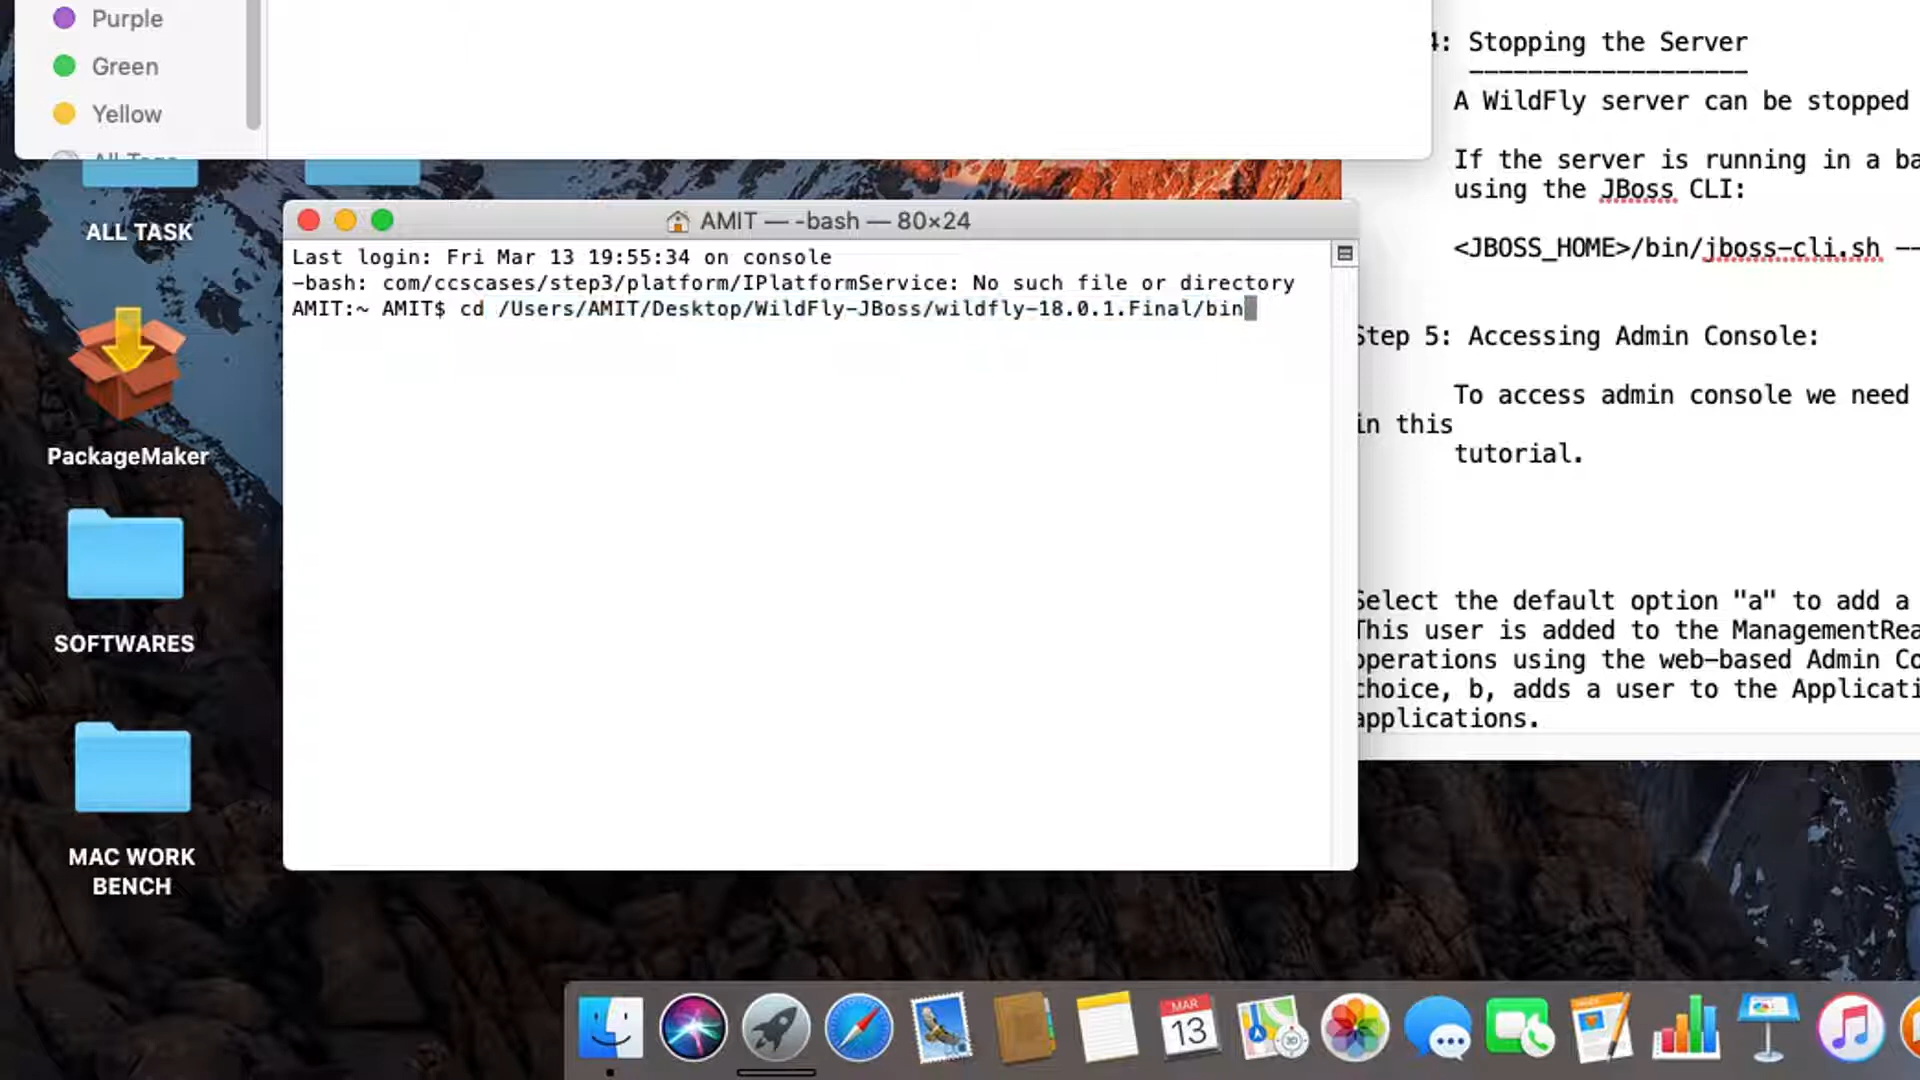 Purple
Green
Yellow
All Tags
ALL TASK
PackageMaker
SOFTWARES
MAC WORK
BENCH
AMIT — -bash — 80×24
Last login: Fri Mar 13 19:55:34 on console
-bash: com/ccscases/step3/platform/IPlatformService: No such file or directory
AMIT:~ AMIT$ cd /Users/AMIT/Desktop/WildFly-JBoss/wildfly-18.0.1.Final/bin
4: Stopping the Server
-------------------
A WildFly server can be stopped
If the server is running in a ba
using the JBoss CLI:
<JBOSS_HOME>/bin/jboss-cli.sh --
Step 5: Accessing Admin Console:
To access admin console we need
in this
tutorial.
Select the default option "a" to add a
This user is added to the ManagementRea
operations using the web-based Admin Co
choice, b, adds a user to the Applicati
applications.
MAR
13
3D